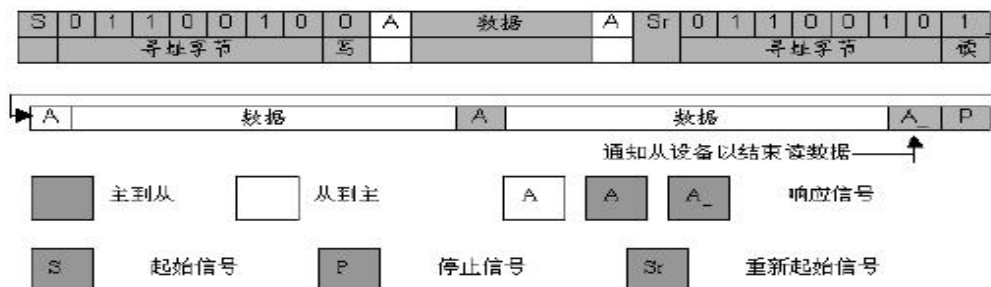 S 0 1 1 0 0 1 0 0 A 数据 A Sr 0 1 1 0 0 1 0 1
寻址字节 写 寻址字节 读
A 数据 A 数据 A_ P
通知从设备以结束读数据
主到从 从到主 A A A_ 响应信号
S 起始信号 P 停止信号 Sr 重新起始信号